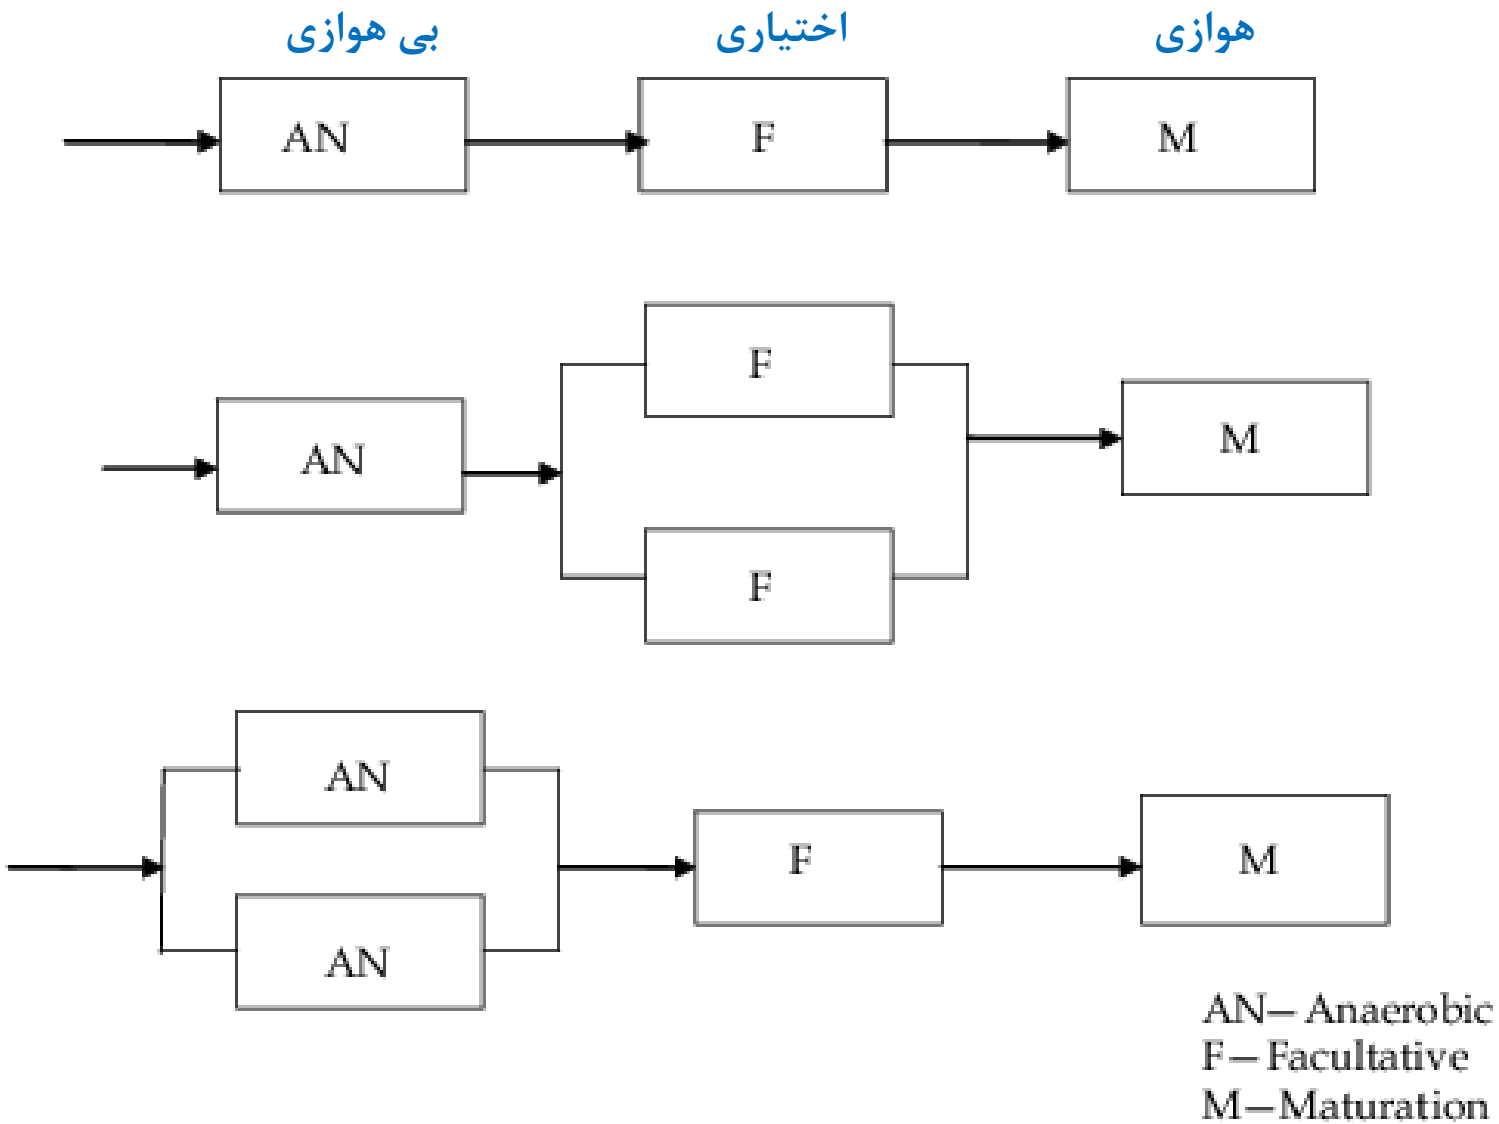 بی هوازی اختیاری هوازی
AN F M
F
AN M
F
AN
F M
AN
AN– Anaerobic
F– Facultative
M–Maturation